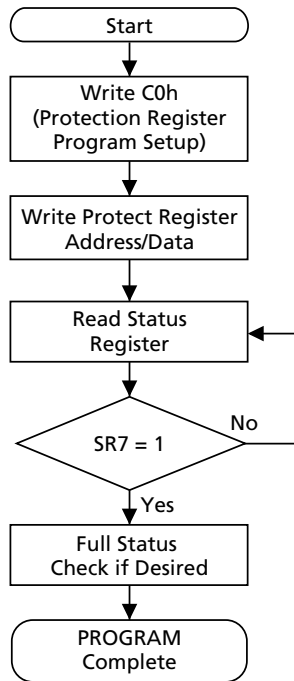 Start
Write C0h
(Protection Register
Program Setup)
Write Protect Register
Address/Data
Read Status
Register
SR7 = 1
No
Yes
Full Status
Check if Desired
PROGRAM
Complete